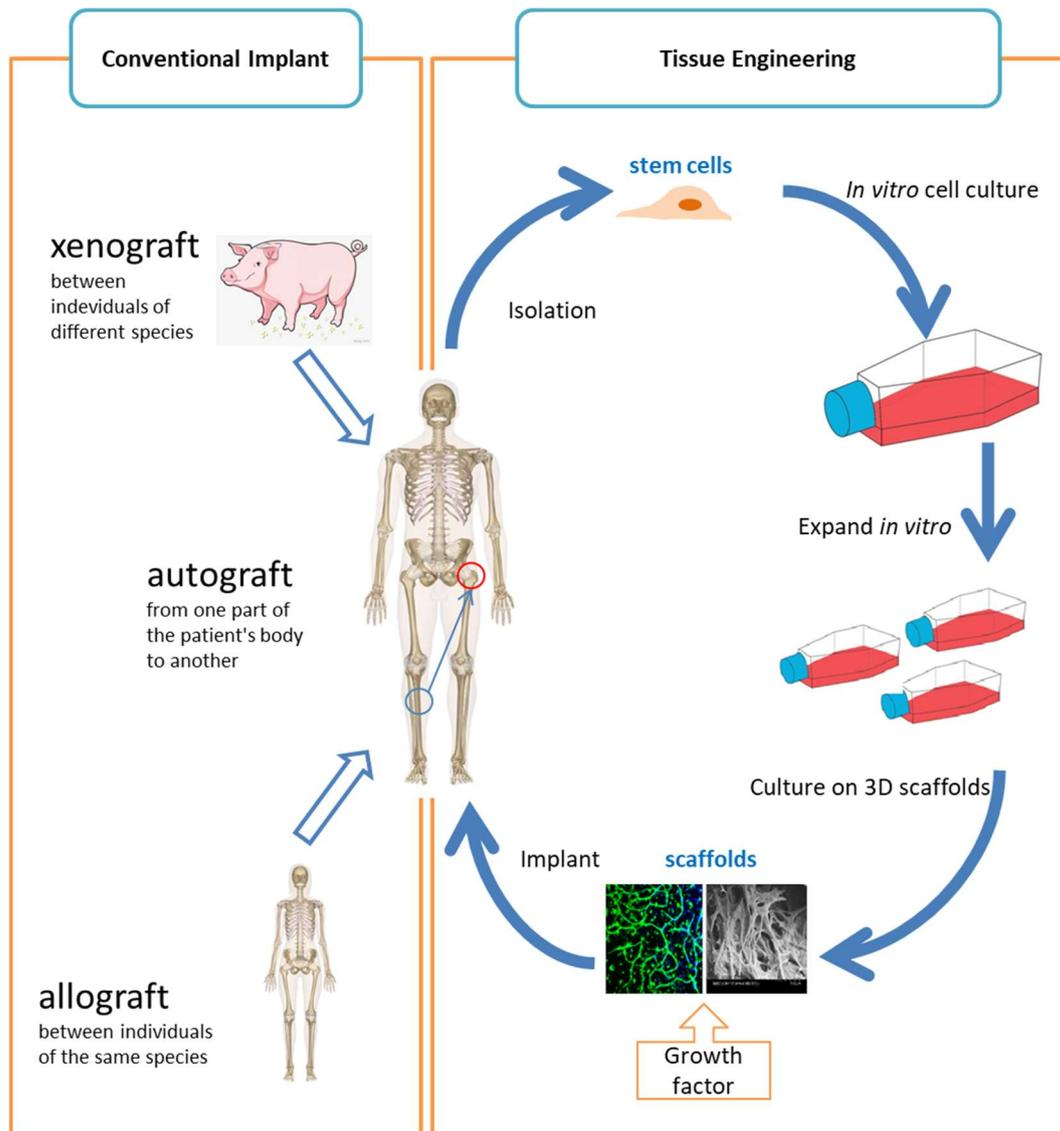 Conventional Implant
Tissue Engineering
xenograft
between
indeviduals of
different species
autograft
from one part of
the patient's body
to another
allograft
between individuals
of the same species
stem cells
In vitro cell culture
Isolation
Expand in vitro
Culture on 3D scaffolds
Implant
scaffolds
Growth
factor